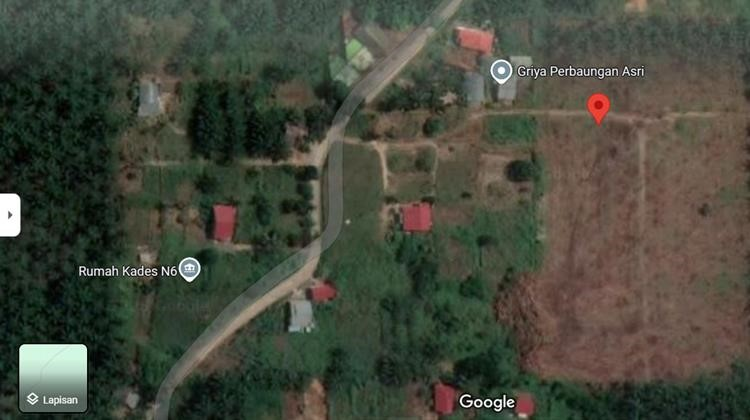 Griya Perbaungan Asri
Rumah Kades N6
Lapisan
Google